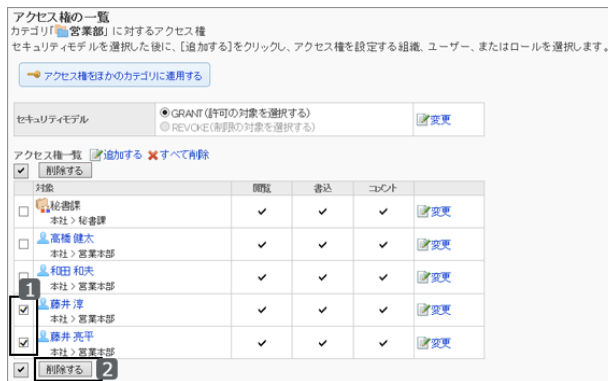 アクセス権の一覧
カテゴリ「営業部」に対するアクセス権
セキュリティモデルを選択した後に、[追加する]をクリックし、アクセス権を設定する組織、ユーザー、またはロールを選択します。
アクセス権をほかのカテゴリに適用する
セキュリティモデル
GRANT(許可の対象を選択する)
REVOKE(制限の対象を選択する)
変更
アクセス権一覧 追加する すべて削除
削除する
対象 閲覧 書込 コメント
秘書課
本社 > 秘書課
変更
高橋 健太
本社 > 営業本部
変更
和田 和夫
本社 > 営業本部
変更
1
藤井 淳
本社 > 営業本部
変更
藤井 亮平
本社 > 営業本部
変更
削除する 2